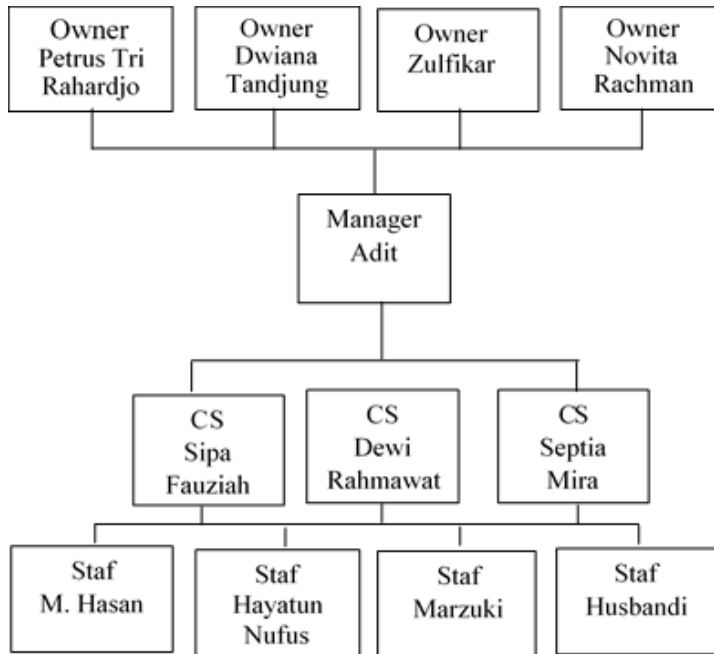 Owner
Petrus Tri
Rahardjo
Owner
Dwiana
Tandjung
Owner
Zulfikar
Owner
Novita
Rachman
Manager
Adit
CS
Sipa
Fauziah
CS
Dewi
Rahmawat
CS
Septia
Mira
Staf
M. Hasan
Staf
Hayatun
Nufus
Staf
Marzuki
Staf
Husbandi